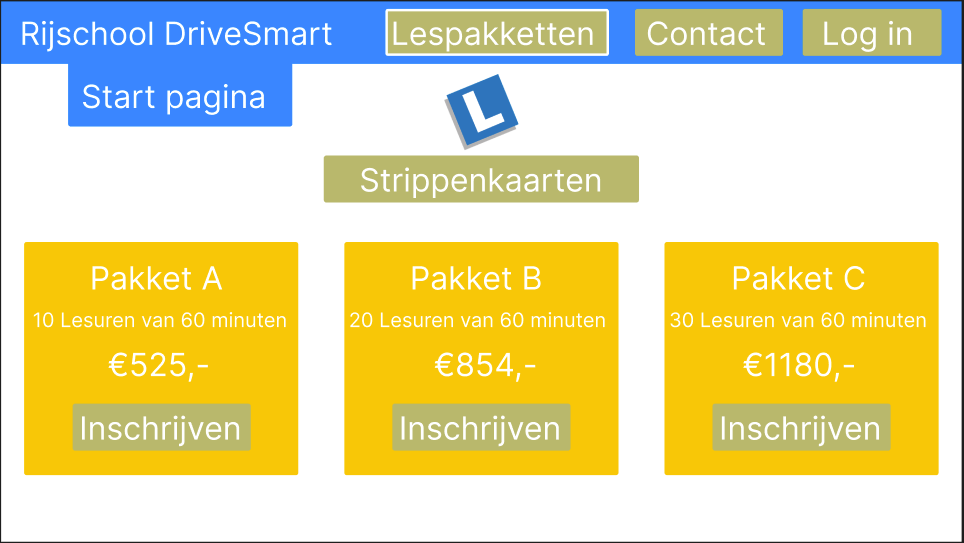 Rijschool DriveSmart
Lespakketten
Contact
Log in
Start pagina
L
Strippenkaarten
Pakket A
10 Lesuren van 60 minuten
€525,-
Inschrijven
Pakket B
20 Lesuren van 60 minuten
€854,-
Inschrijven
Pakket C
30 Lesuren van 60 minuten
€1180,-
Inschrijven